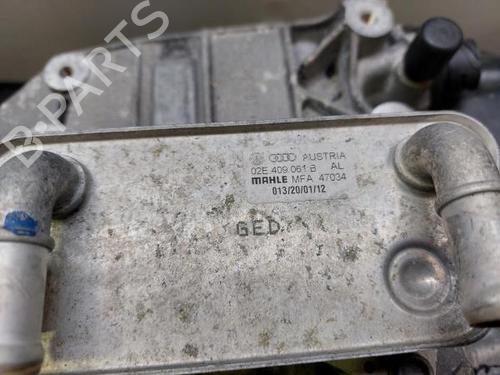 B-PARTS
AUSTRIA
02E 409 061 B AL
MAHLE MFA 47034
013/20/01/12
GED